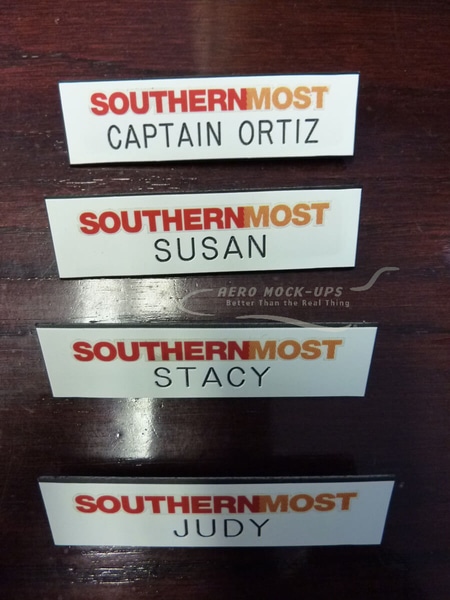 SOUTHERNMOST
CAPTAIN ORTIZ
SOUTHERNMOST
SUSAN
AERO MOCK-UPS
Better Than the Real Thing
SOUTHERNMOST
STACY
SOUTHERNMOST
JUDY